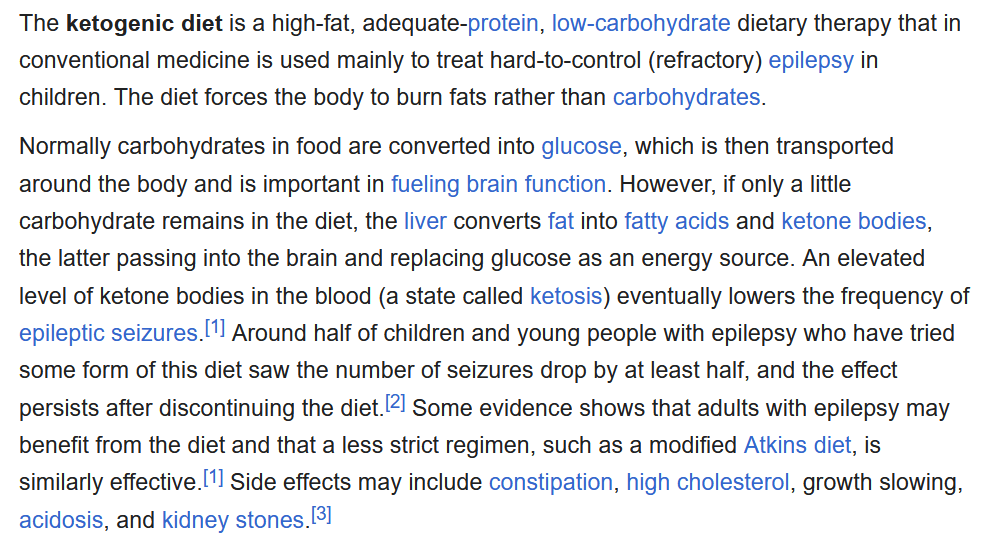 The ketogenic diet is a high-fat, adequate-protein, low-carbohydrate dietary therapy that in
conventional medicine is used mainly to treat hard-to-control (refractory) epilepsy in
children. The diet forces the body to burn fats rather than carbohydrates.
Normally carbohydrates in food are converted into glucose, which is then transported
around the body and is important in fueling brain function. However, if only a little
carbohydrate remains in the diet, the liver converts fat into fatty acids and ketone bodies,
the latter passing into the brain and replacing glucose as an energy source. An elevated
level of ketone bodies in the blood (a state called ketosis) eventually lowers the frequency of
epileptic seizures.[1] Around half of children and young people with epilepsy who have tried
some form of this diet saw the number of seizures drop by at least half, and the effect
persists after discontinuing the diet.[2] Some evidence shows that adults with epilepsy may
benefit from the diet and that a less strict regimen, such as a modified Atkins diet, is
similarly effective.[1] Side effects may include constipation, high cholesterol, growth slowing,
acidosis, and kidney stones.[3]